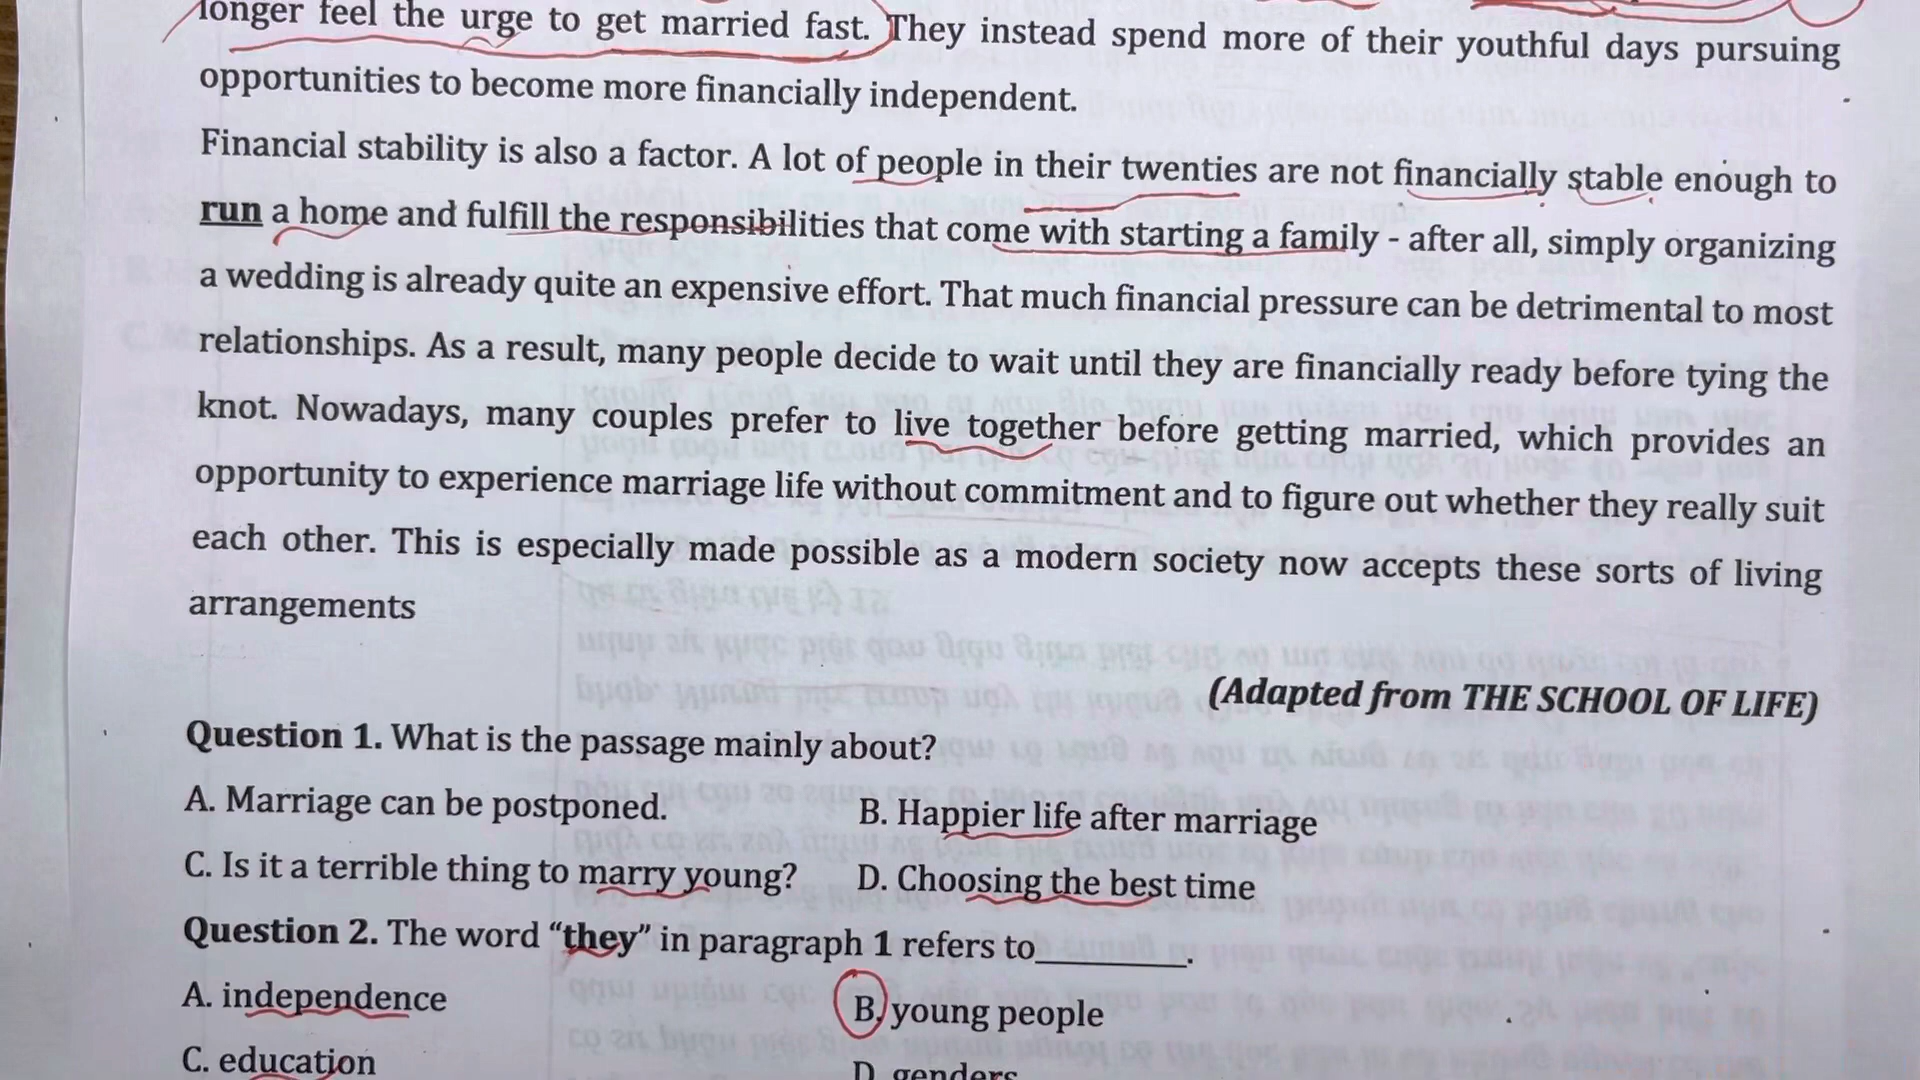 longer feel the urge to get married fast. They instead spend more of their youthful days pursuing
opportunities to become more financially independent.
Financial stability is also a factor. A lot of people in their twenties are not financially stable enough to
run a home and fulfill the responsibilities that come with starting a family - after all, simply organizing
a wedding is already quite an expensive effort. That much financial pressure can be detrimental to most
relationships. As a result, many people decide to wait until they are financially ready before tying the
knot. Nowadays, many couples prefer to live together before getting married, which provides an
opportunity to experience marriage life without commitment and to figure out whether they really suit
each other. This is especially made possible as a modern society now accepts these sorts of living
arrangements
(Adapted from THE SCHOOL OF LIFE)
Question 1. What is the passage mainly about?
A. Marriage can be postponed. B. Happier life after marriage
C. Is it a terrible thing to marry young? D. Choosing the best time
Question 2. The word “they” in paragraph 1 refers to_________.
A. independence B. young people
C. education D. genders